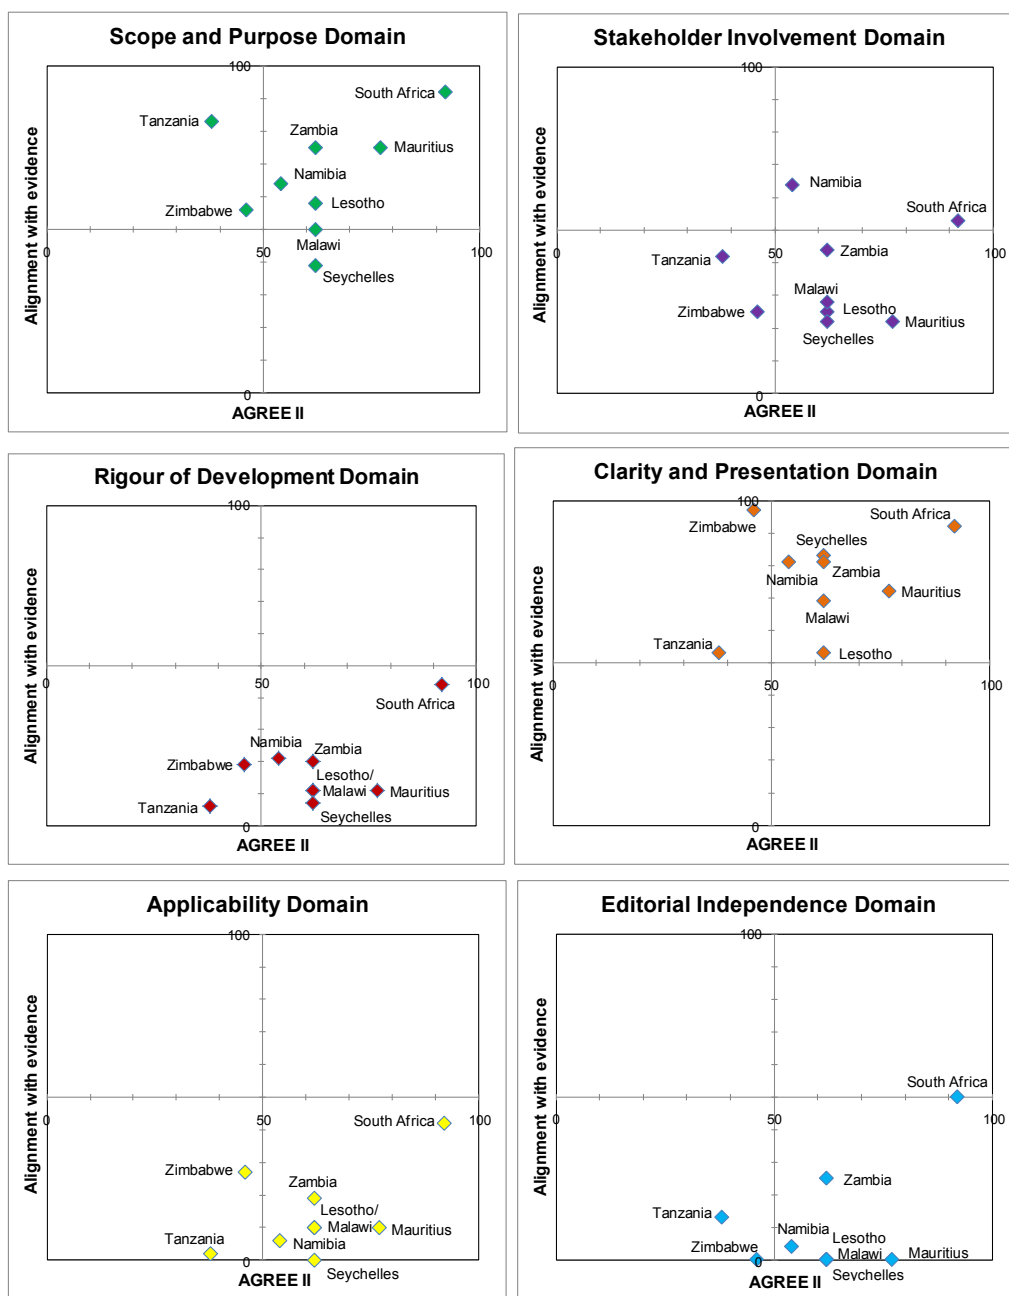 Scope and Purpose Domain
Alignment with evidence
100
South Africa
Tanzania
Zambia
Mauritius
Namibia
Lesotho
Zimbabwe
Malawi
0
50
100
Seychelles
0
AGREE II
Stakeholder Involvement Domain
Alignment with evidence
100
Namibia
South Africa
0
50
100
Zambia
Tanzania
Malawi
Zimbabwe
Lesotho
Mauritius
Seychelles
0
AGREE II
Rigour of Development Domain
Alignment with evidence
100
0
50
100
South Africa
Namibia
Zambia
Zimbabwe
Lesotho/
Malawi
Mauritius
Tanzania
Seychelles
0
AGREE II
Clarity and Presentation Domain
Alignment with evidence
100
South Africa
Zimbabwe
Seychelles
Namibia
Zambia
Mauritius
Malawi
Tanzania
Lesotho
0
50
100
0
AGREE II
Applicability Domain
Alignment with evidence
100
0
50
100
South Africa
Zimbabwe
Zambia
Lesotho/
Malawi
Mauritius
Tanzania
Namibia
0
Seychelles
AGREE II
Editorial Independence Domain
Alignment with evidence
100
South Africa
0
50
100
Zambia
Tanzania
Namibia
Lesotho
Zimbabwe
Malawi
Mauritius
0
Seychelles
AGREE II